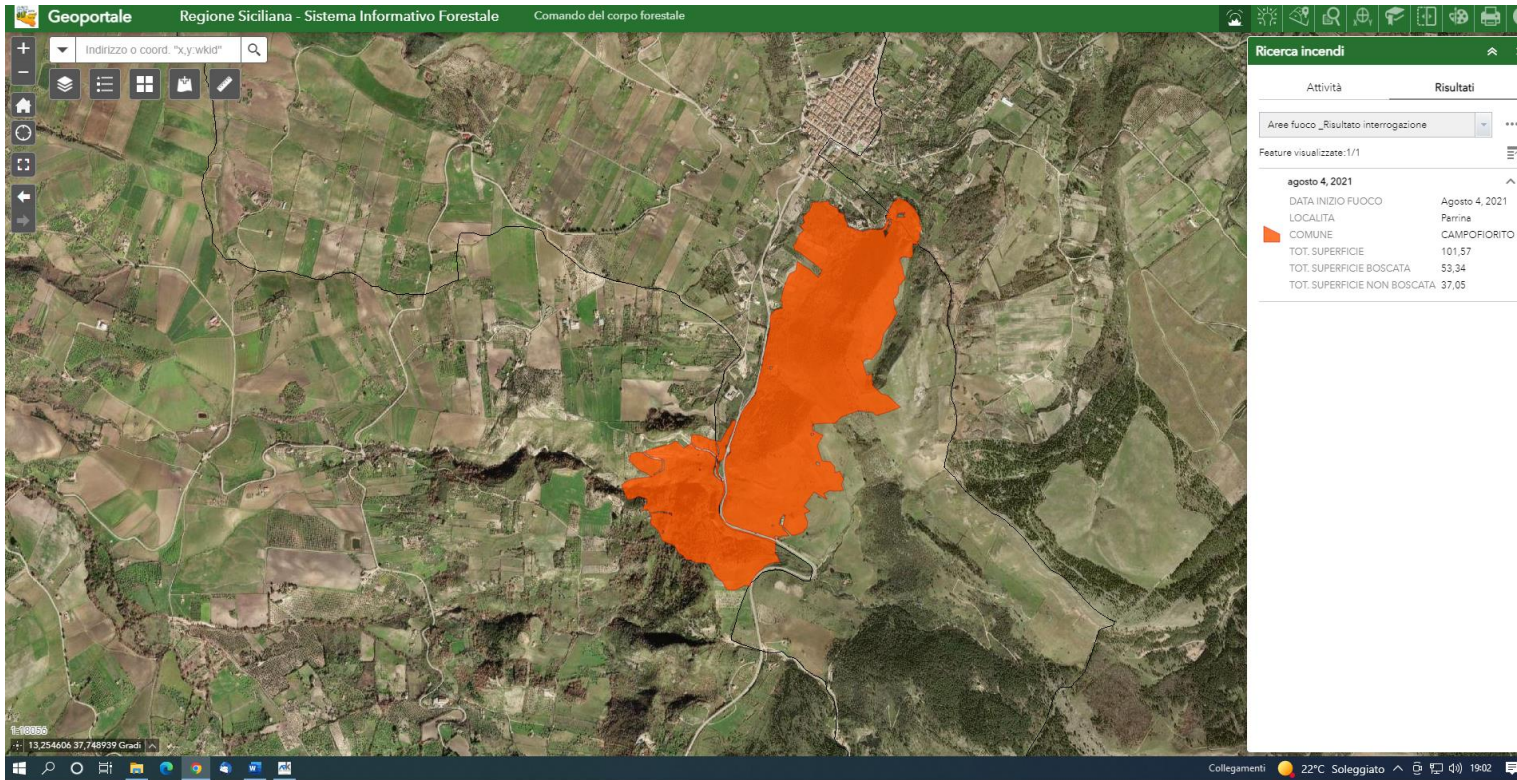 Geoportale Regione Siciliana - Sistema Informativo Forestale Comando del corpo forestale
Indirizzo o coord. "x,y:wkid"
Ricerca incendi
Attività Risultati
Aree fuoco _Risultato interrogazione
Feature visualizzate:1/1
agosto 4, 2021
DATA INIZIO FUOCO Agosto 4, 2021
LOCALITA Parrina
COMUNE CAMPOFIORITO
TOT. SUPERFICIE 101,57
TOT. SUPERFICIE BOSCATA 53,34
TOT. SUPERFICIE NON BOSCATA 37,05
1:18056
13,254606 37,748939 Gradi
Collegamenti 22°C Soleggiato 19:02